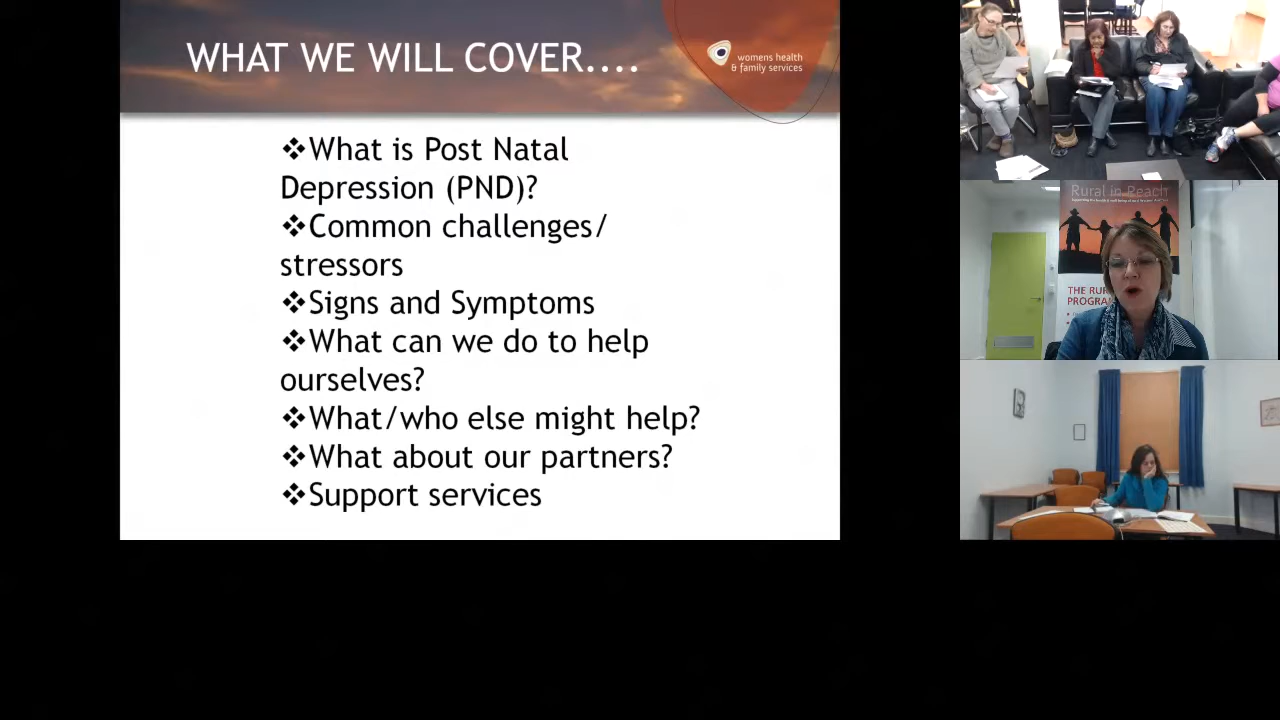 WHAT WE WILL COVER....
womens health
& family services
❖What is Post Natal
Depression (PND)?
❖Common challenges/
stressors
❖Signs and Symptoms
❖What can we do to help
ourselves?
❖What/who else might help?
❖What about our partners?
❖Support services
Rural in Reach
THE RUR
PROGRA